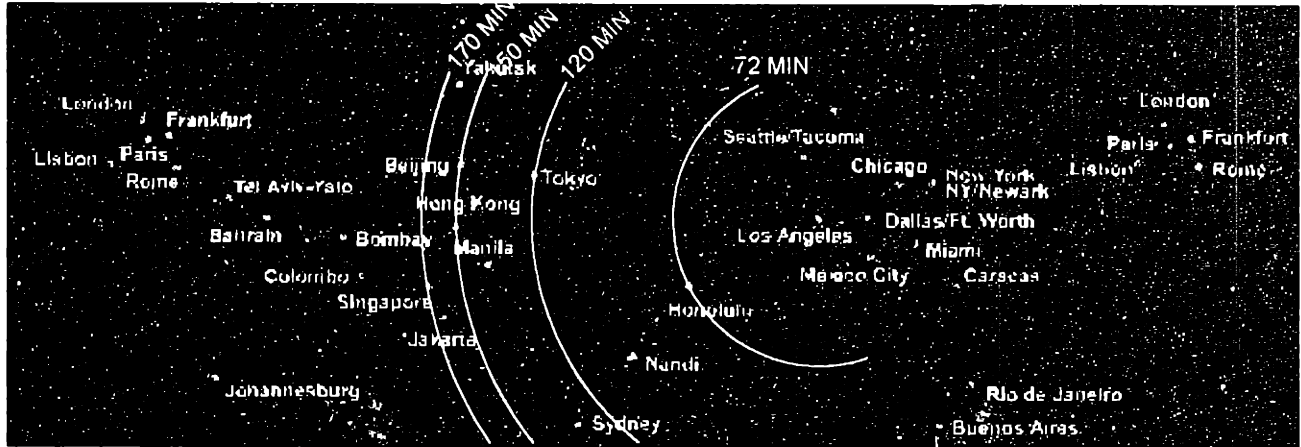 170 MIN
50 MIN
120 MIN
72 MIN
Yakutsk
London
Frankfurt
Lisbon
Paris
Rome
Tel Aviv-Yafo
Beijing
Tokyo
Hong Kong
Bahrain
Bombay
Manila
Colombo
Singapore
Jakarta
Johannesburg
Sydney
Nandi
Honolulu
Seattle/Tacoma
Chicago
New York
NY/Newark
Los Angeles
Dallas/Ft. Worth
Miami
Mexico City
Caracas
Rio de Janeiro
Buenos Aires
London
Paris
Frankfurt
Lisbon
Rome